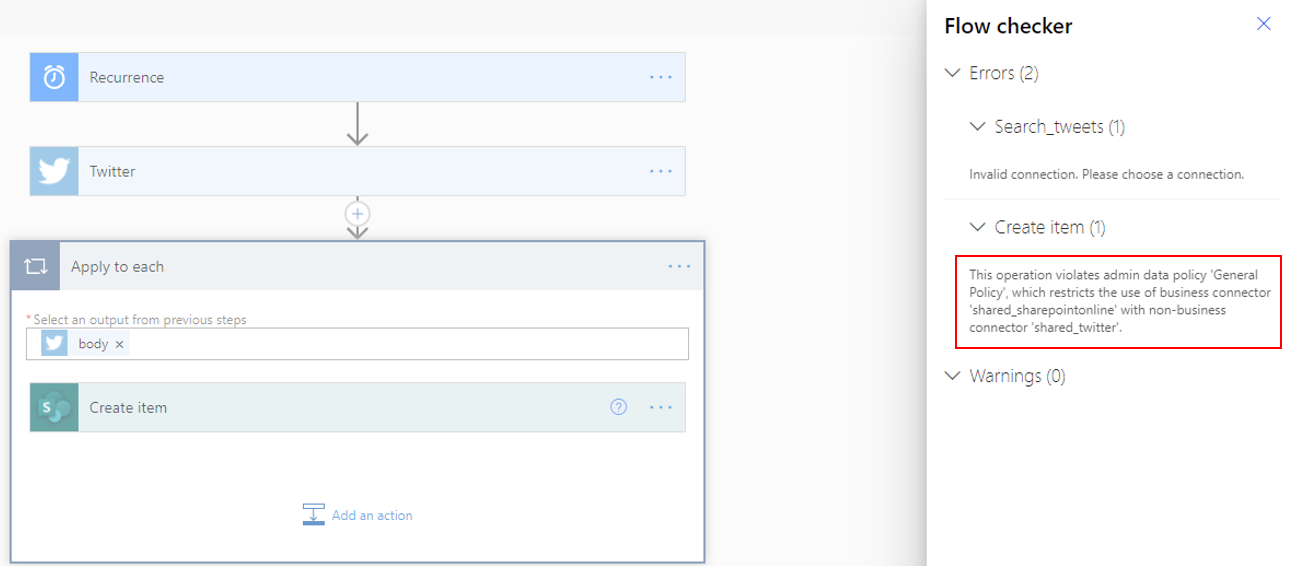 Recurrence
...
Twitter
...
Apply to each
...
* Select an output from previous steps
body ×
S
Create item
? ...
Add an action
Flow checker
Errors (2)
Search_tweets (1)
Invalid connection. Please choose a connection.
Create item (1)
This operation violates admin data policy 'General
Policy', which restricts the use of business connector
'shared_sharepointonline' with non-business
connector 'shared_twitter'.
Warnings (0)